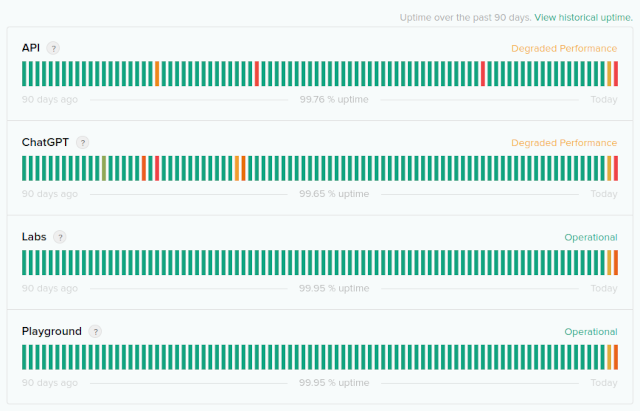 Uptime over the past 90 days. View historical uptime.
API ? Degraded Performance
90 days ago 99.76 % uptime Today
ChatGPT ? Degraded Performance
90 days ago 99.65 % uptime Today
Labs ? Operational
90 days ago 99.95 % uptime Today
Playground ? Operational
90 days ago 99.95 % uptime Today